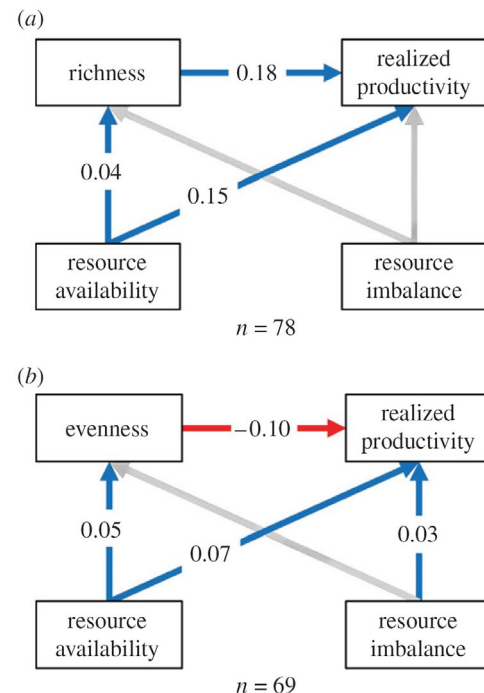 (a)
richness
0.18
realized
productivity
0.04
0.15
resource
availability
resource
imbalance
n = 78
(b)
evenness
−0.10
realized
productivity
0.05
0.07
0.03
resource
availability
resource
imbalance
n = 69